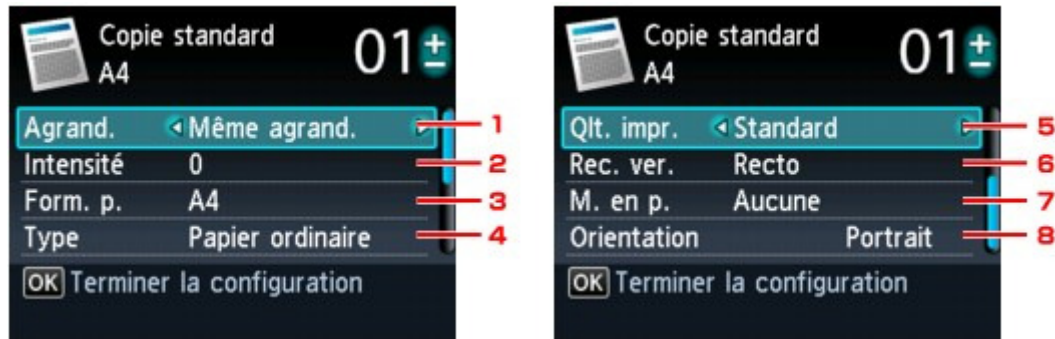 Copie standard
A4
01
Agrand. Même agrand. 1
Intensité 0 2
Form. p. A4 3
Type Papier ordinaire 4
OK Terminer la configuration
Copie standard
A4
01
Qlt. impr. Standard 5
Rec. ver. Recto 6
M. en p. Aucune 7
Orientation Portrait 8
OK Terminer la configuration